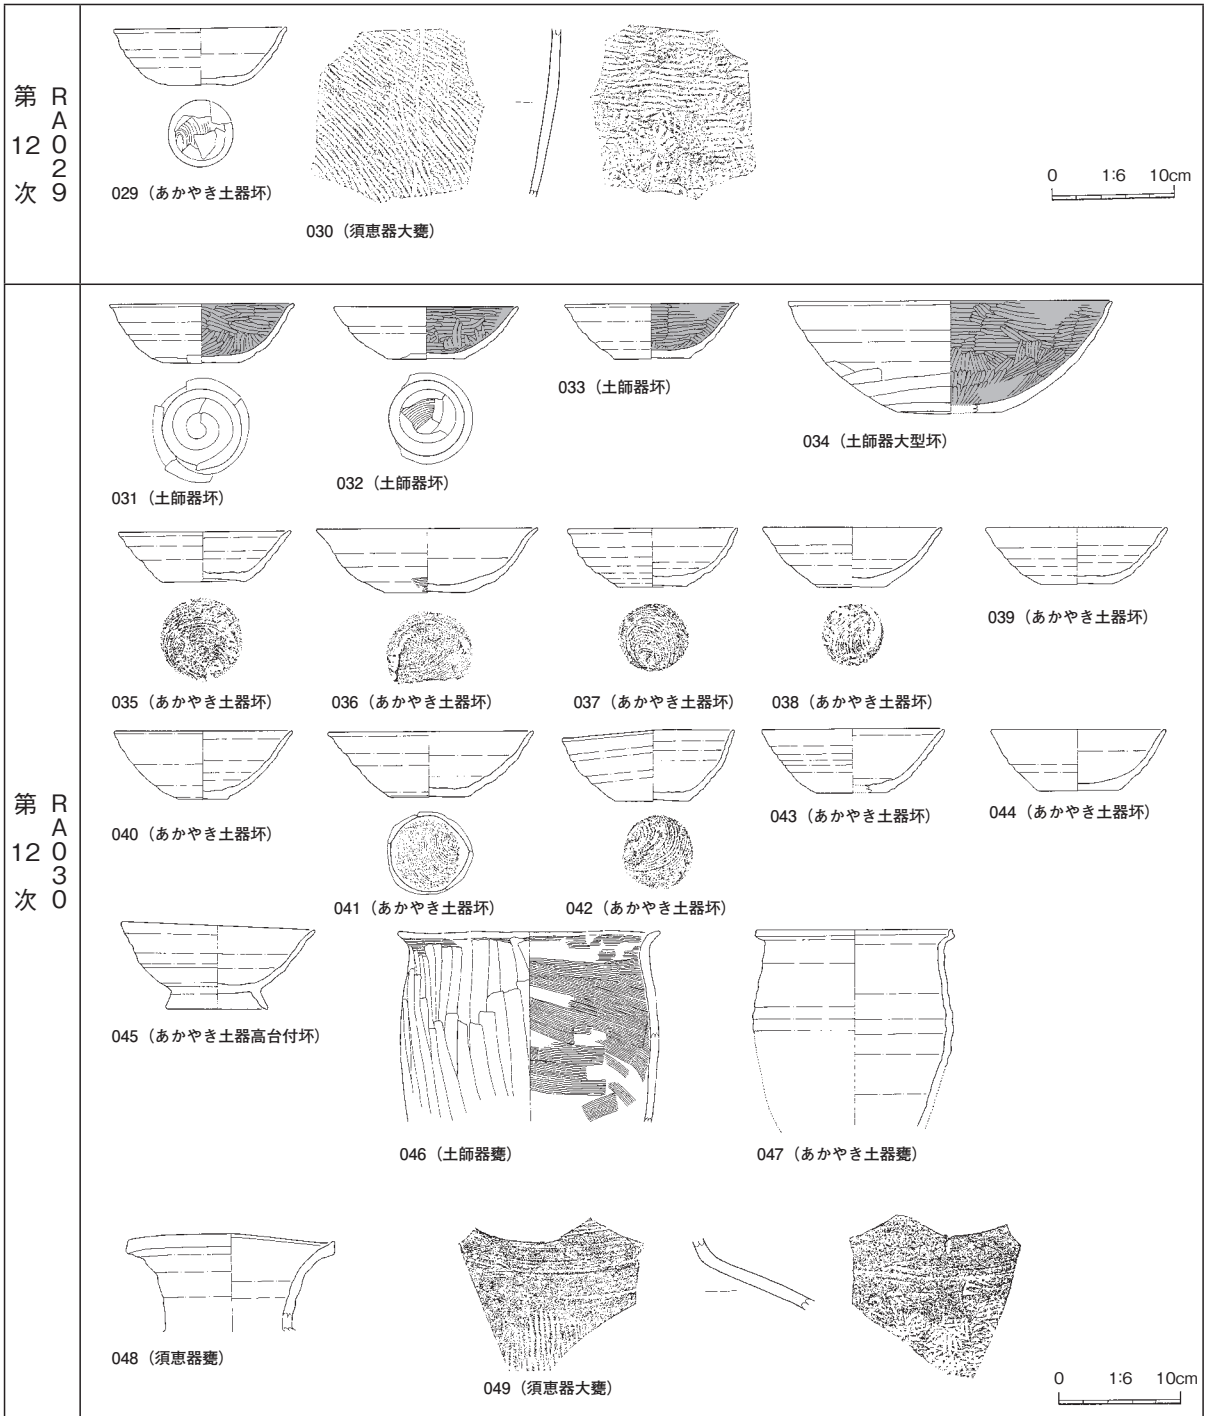 第12次
RA029
029（あかやき土器坏）
030（須恵器大甕）
0 1:6 10cm
第12次
RA030
031（土師器坏）
032（土師器坏）
033（土師器坏）
034（土師器大型坏）
035（あかやき土器坏）
036（あかやき土器坏）
037（あかやき土器坏）
038（あかやき土器坏）
039（あかやき土器坏）
040（あかやき土器坏）
041（あかやき土器坏）
042（あかやき土器坏）
043（あかやき土器坏）
044（あかやき土器坏）
045（あかやき土器高台付坏）
046（土師器甕）
047（あかやき土器甕）
048（須恵器甕）
049（須恵器大甕）
0 1:6 10cm